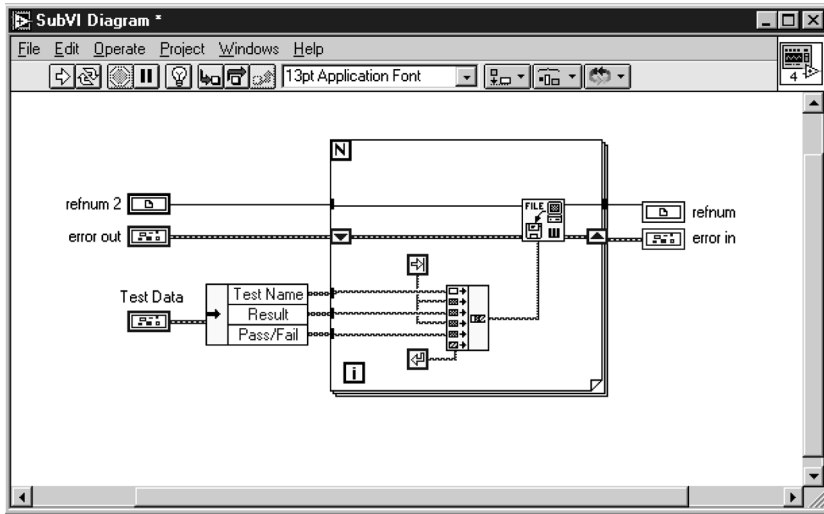 SubVI Diagram *
File Edit Operate Project Windows Help
13pt Application Font
4
N
refnum 2
FILE
refnum
error out
error in
Test Data
Test Name
Result
Pass/Fail
i